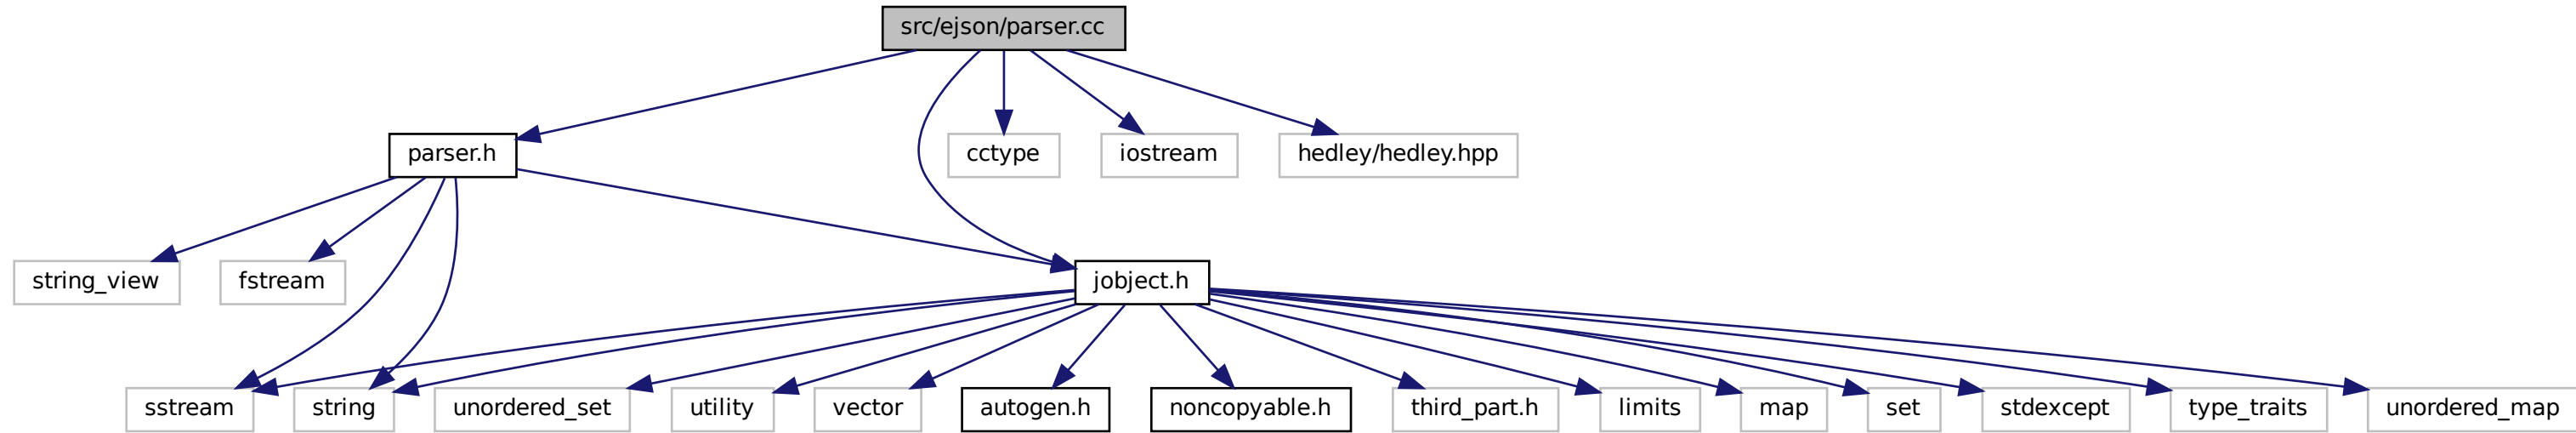 src/ejson/parser.cc
parser.h
cctype
iostream
hedley/hedley.hpp
string_view
fstream
jobject.h
sstream
string
unordered_set
utility
vector
autogen.h
noncopyable.h
third_part.h
limits
map
set
stdexcept
type_traits
unordered_map